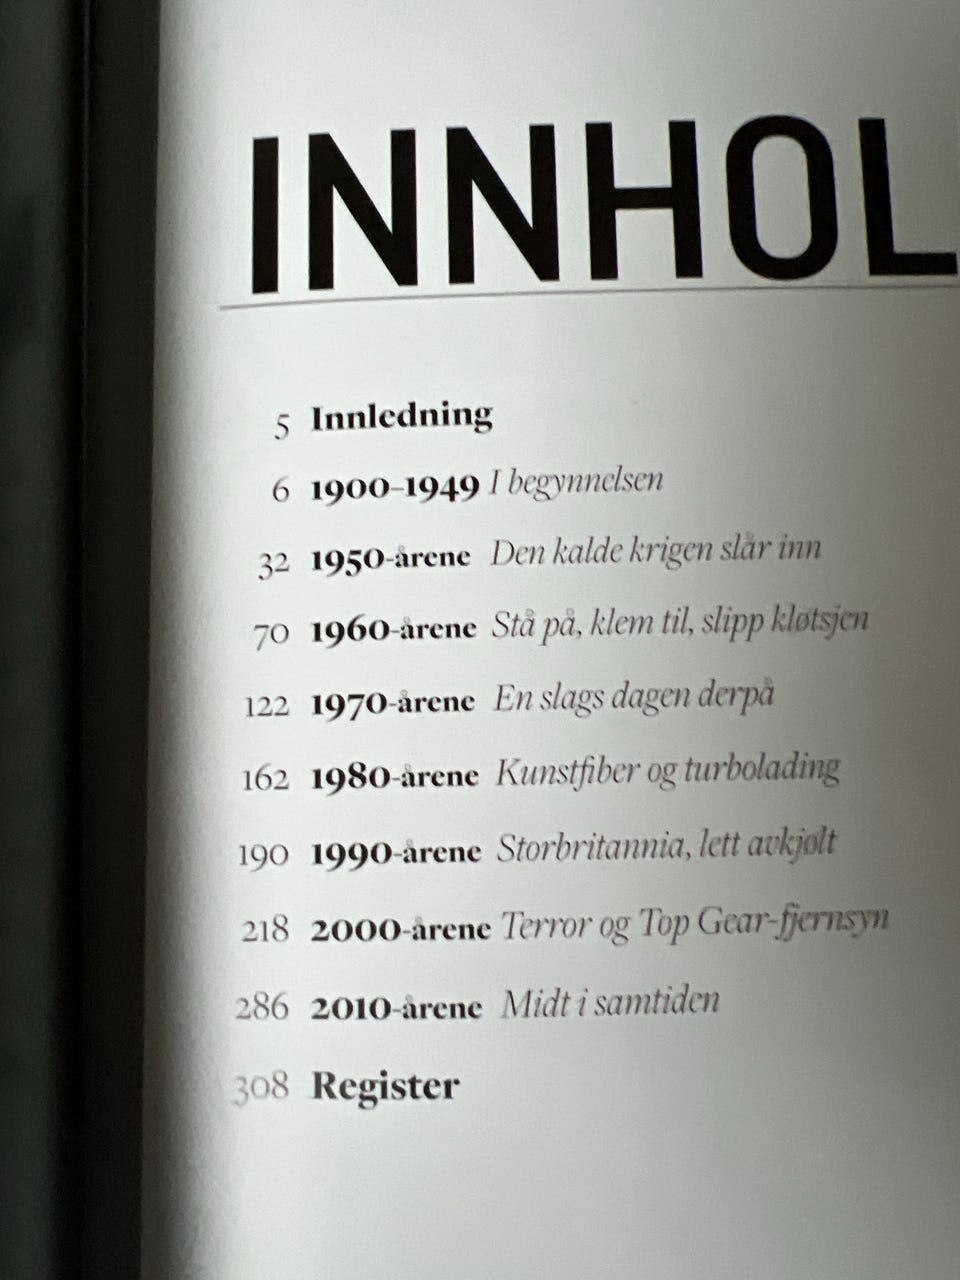 INNHOL
5 Innledning
6 1900–1949 I begynnelsen
32 1950-årene Den kalde krigen slår inn
70 1960-årene Stå på, klem til, slipp kløtsjen
122 1970-årene En slags dagen derpå
162 1980-årene Kunstfiber og turbolading
190 1990-årene Storbritannia, lett avkjølt
218 2000-årene Terror og Top Gear-fjernsyn
286 2010-årene Midt i samtiden
308 Register